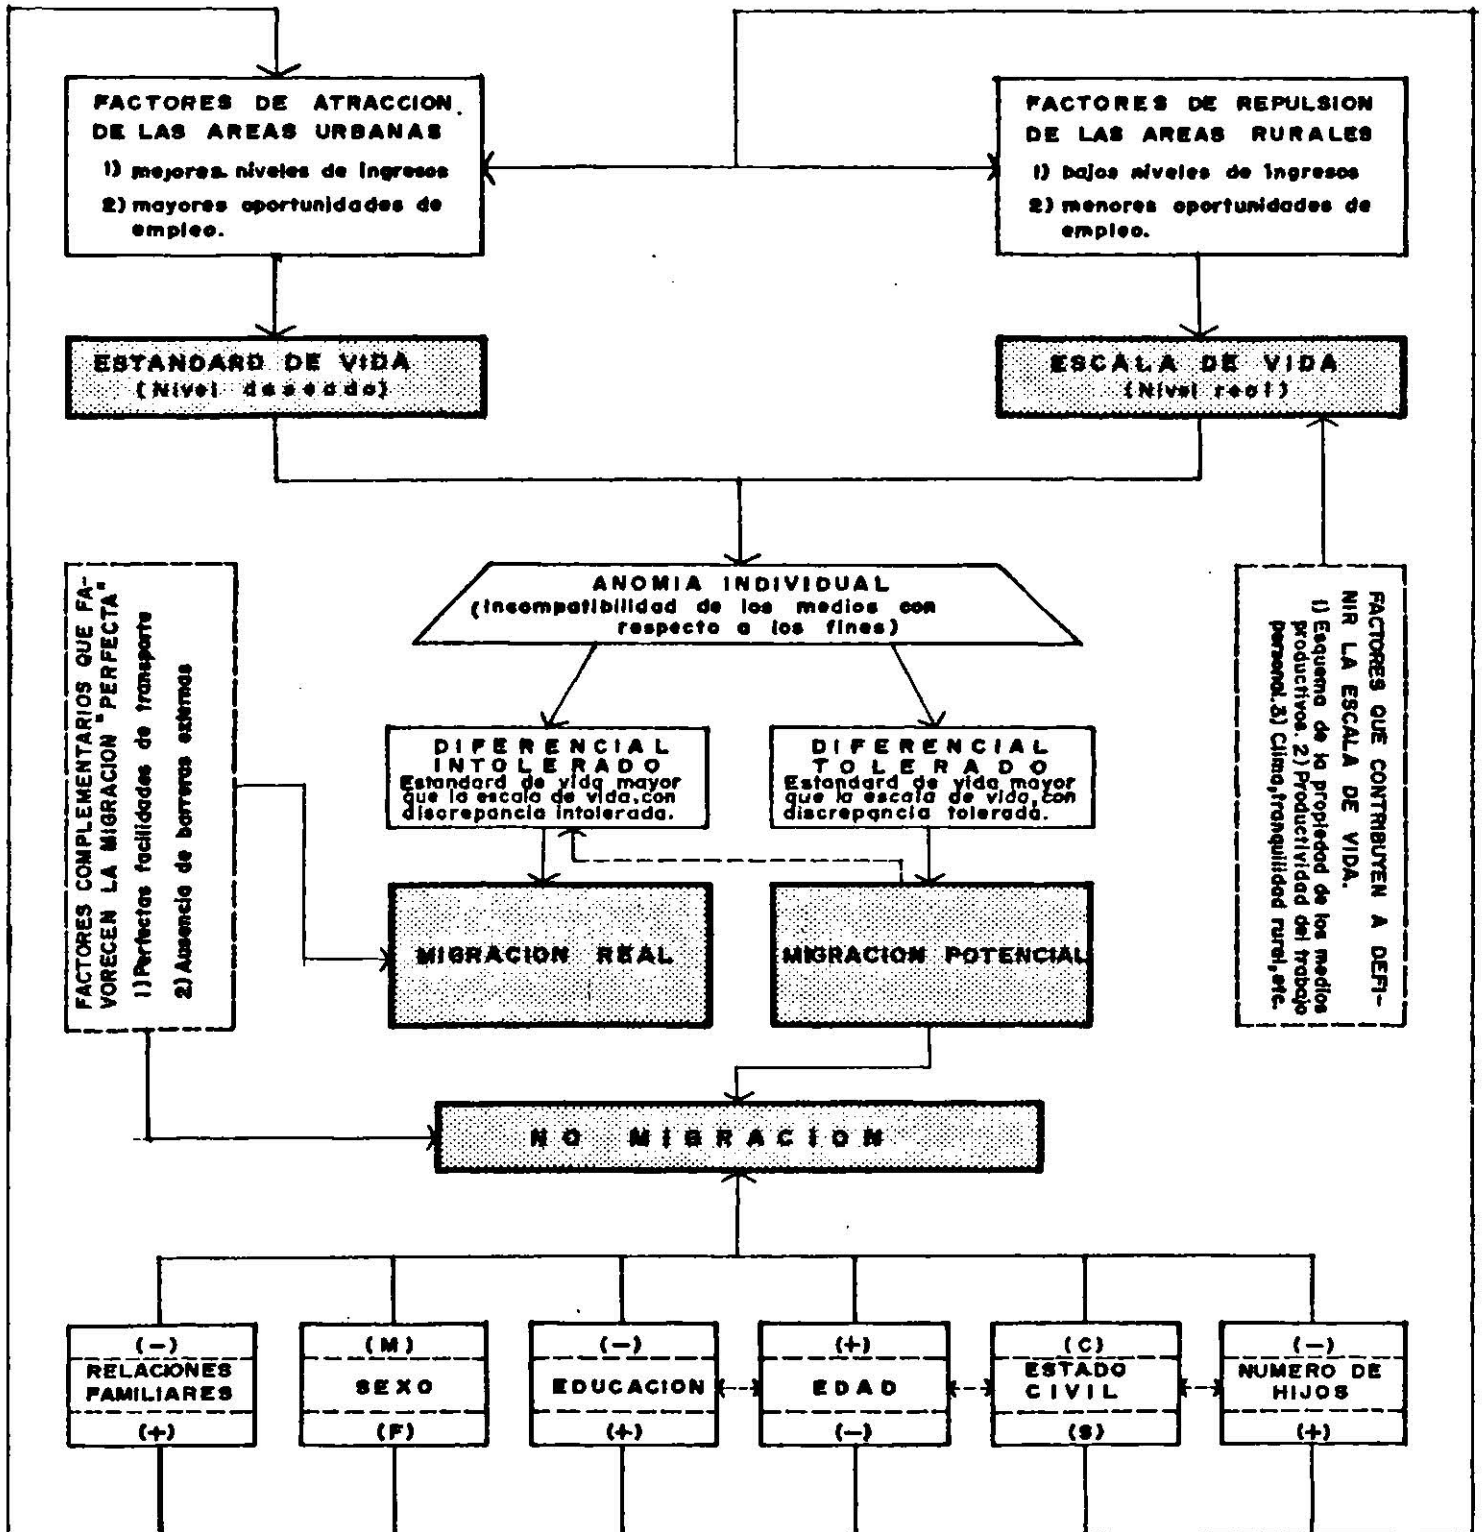 FACTORES DE ATRACCION
DE LAS AREAS URBANAS
1) mejores niveles de ingresos
2) mayores oportunidades de
empleo.
FACTORES DE REPULSION
DE LAS AREAS RURALES
1) bajos niveles de ingresos
2) menores oportunidades de
empleo.
ESTANDARD DE VIDA
(Nivel deseado)
ESCALA DE VIDA
(Nivel real)
ANOMIA INDIVIDUAL
(Incompatibilidad de los medios con
respecto a los fines)
FACTORES COMPLEMENTARIOS QUE FA-
VORECEN LA MIGRACION "PERFECTA"
1) Perfectas facilidades de transporte
2) Ausencia de barreras externas
FACTORES QUE CONTRIBUYEN A DEFI-
NIR LA ESCALA DE VIDA.
1) Esquema de la propiedad de los medios
productivos. 2) Productividad del trabajo
personal. 3) Clima, tranquilidad rural, etc.
DIFERENCIAL
INTOLERADO
Estandard de vida mayor
que la escala de vida, con
discrepancia intolerada.
DIFERENCIAL
TOLERADO
Estandard de vida mayor
que la escala de vida, con
discrepancia tolerada.
MIGRACION REAL
MIGRACION POTENCIAL
NO MIGRACION
(-)
RELACIONES
FAMILIARES
(+)
(M)
SEXO
(F)
(-)
EDUCACION
(+)
(+)
EDAD
(-)
(C)
ESTADO
CIVIL
(S)
(-)
NUMERO DE
HIJOS
(+)